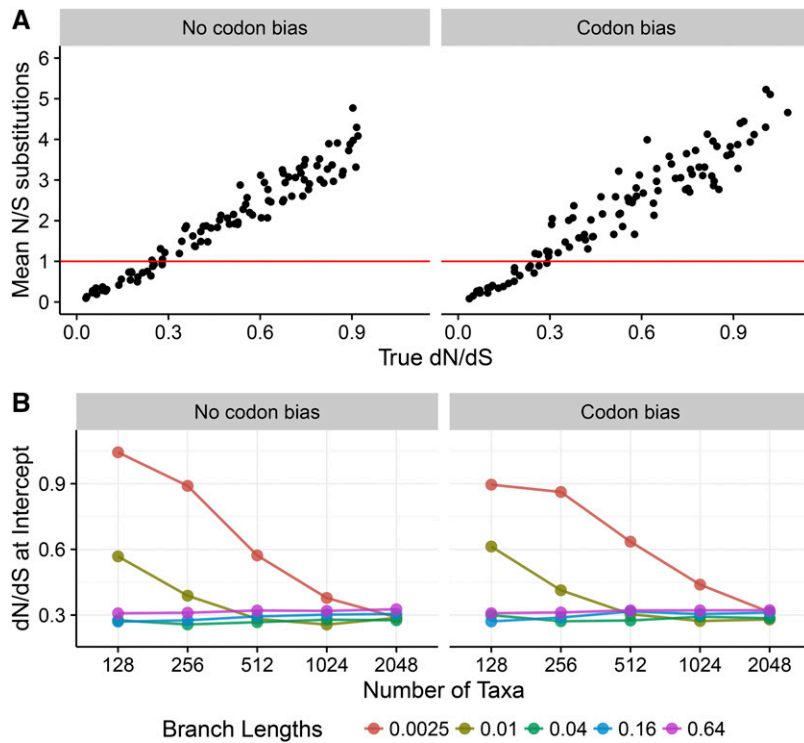 A
No codon bias
Codon bias
Mean N/S substitutions
6
5
4
3
2
1
0
0.0 0.3 0.6 0.9
0.0 0.3 0.6 0.9
True dN/dS
B
No codon bias
Codon bias
dN/dS at Intercept
0.9
0.6
0.3
128 256 512 1024 2048
128 256 512 1024 2048
Number of Taxa
Branch Lengths 0.0025 0.01 0.04 0.16 0.64